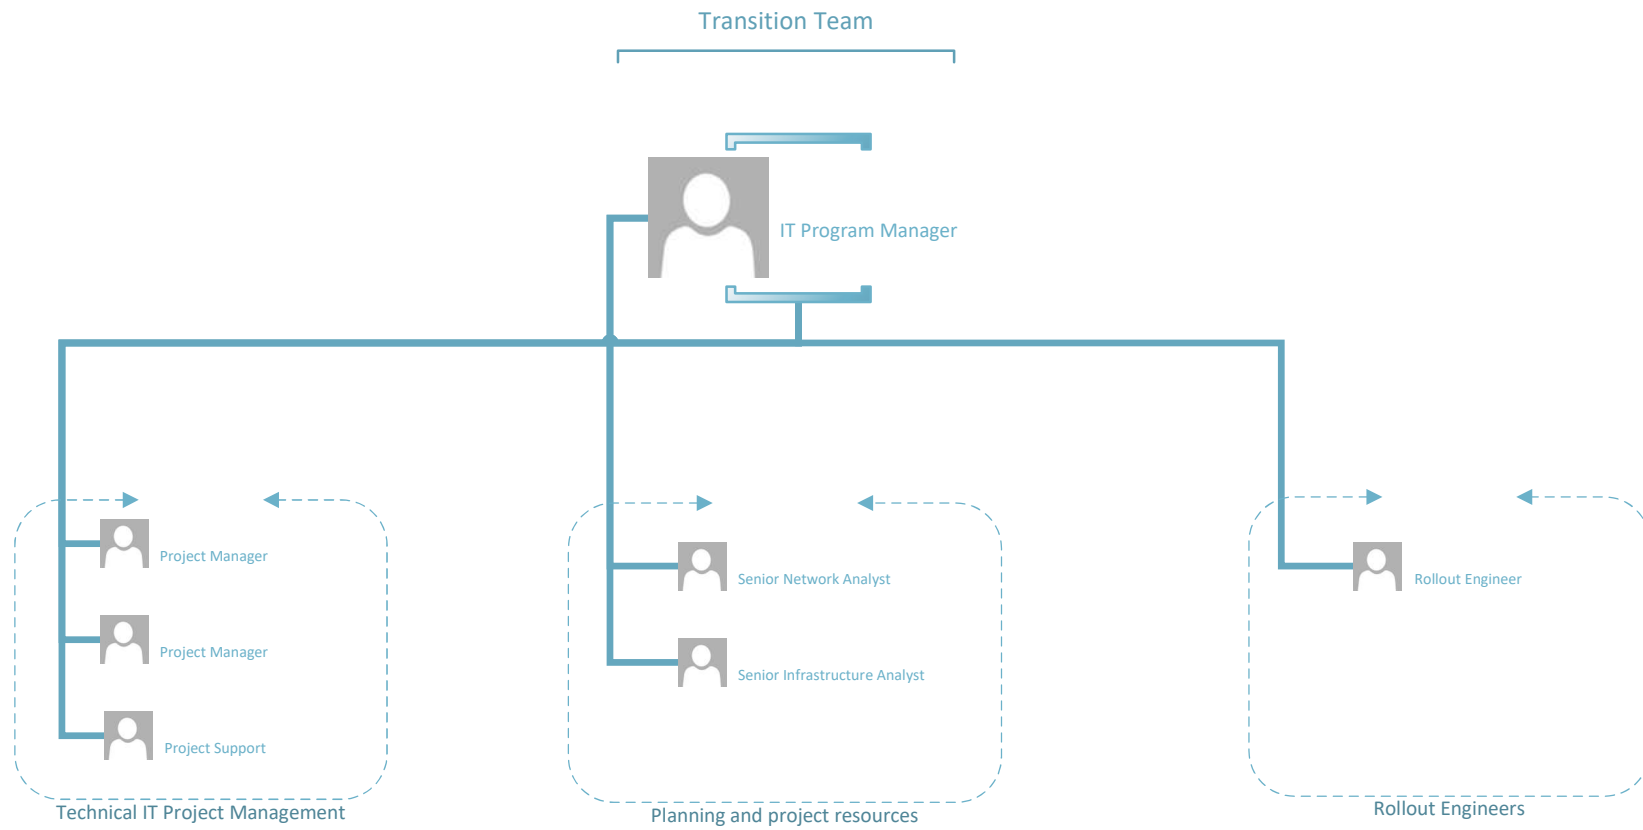 Transition Team
IT Program Manager
Project Manager
Project Manager
Project Support
Technical IT Project Management
Senior Network Analyst
Senior Infrastructure Analyst
Planning and project resources
Rollout Engineer
Rollout Engineers